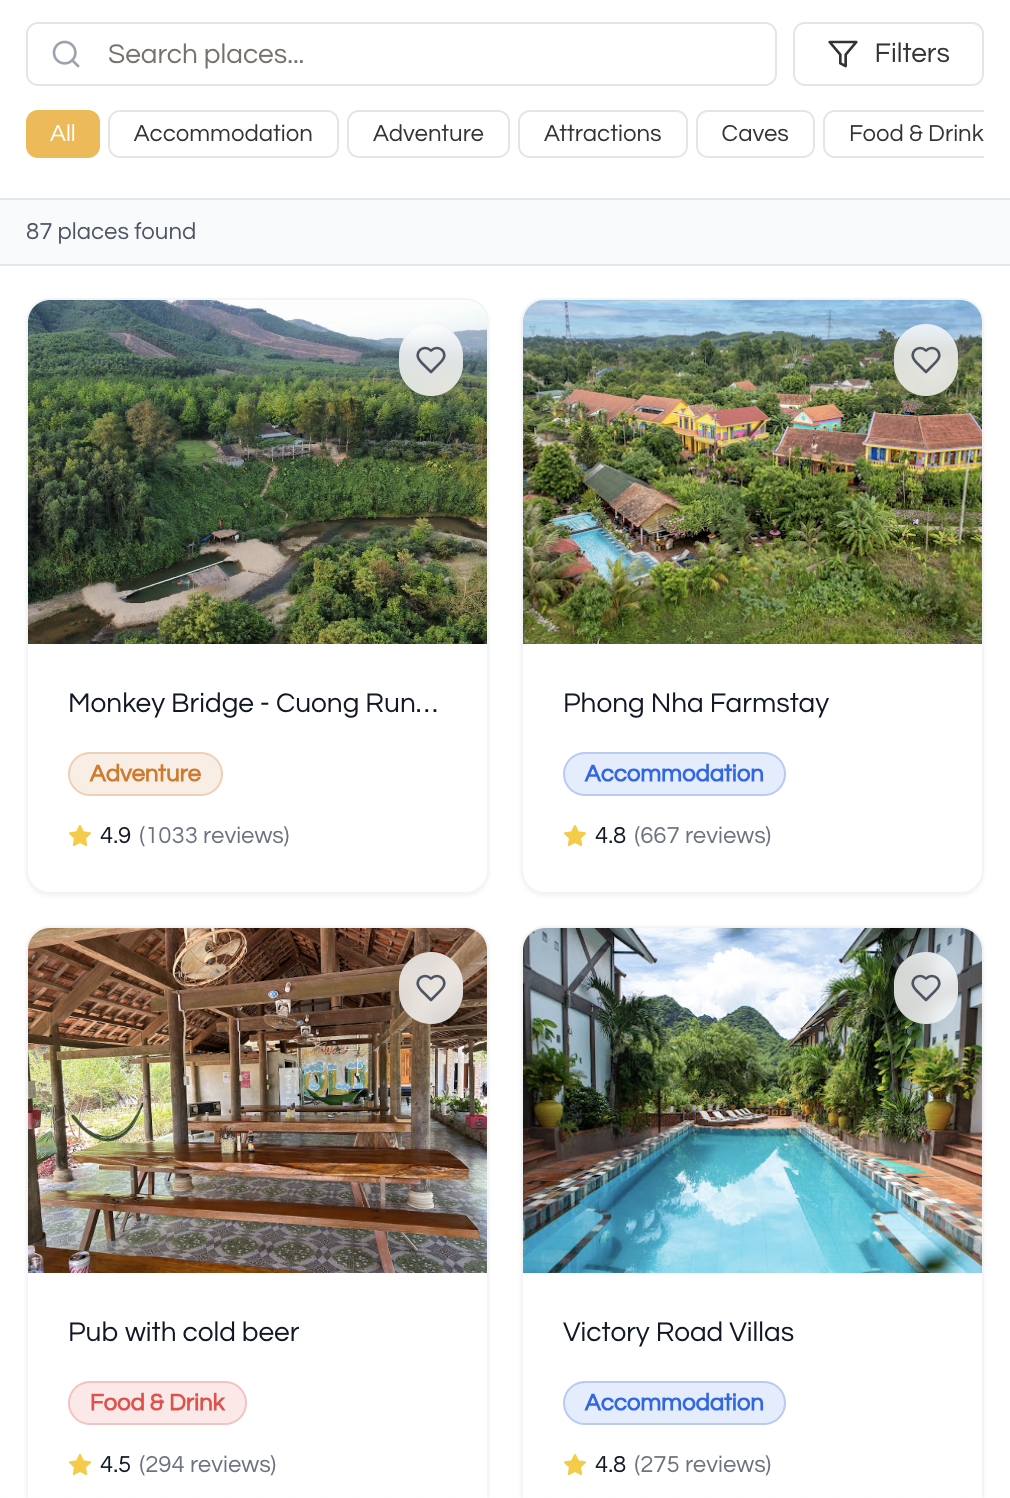 Search places...
Filters
All
Accommodation
Adventure
Attractions
Caves
Food & Drink
87 places found
Monkey Bridge - Cuong Run...
Phong Nha Farmstay
Adventure
Accommodation
4.9 (1033 reviews)
4.8 (667 reviews)
COLD
Pub with cold beer
Victory Road Villas
Food & Drink
Accommodation
4.5 (294 reviews)
4.8 (275 reviews)